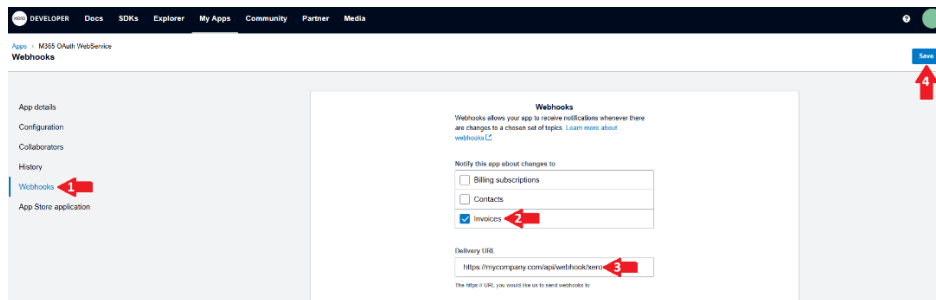 xero DEVELOPER Docs SDKs Explorer My Apps Community Partner Media
Apps › M365 OAuth WebService
Webhooks
Save
4
App details
Configuration
Collaborators
History
Webhooks 1
App Store application
Webhooks
Webhooks allows your app to receive notifications whenever there
are changes to a chosen set of topics. Learn more about
webhooks
Notify this app about changes to
Billing subscriptions
Contacts
Invoices 2
Delivery URL
https://mycompany.com/api/webhook/xero 3
The https // URL you would like us to send webhooks to